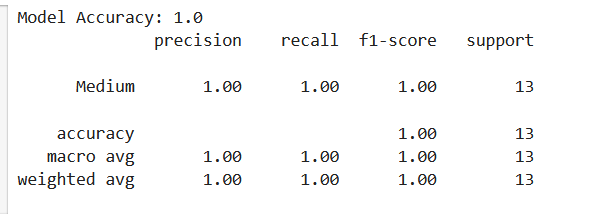 Model Accuracy: 1.0
precision recall f1-score support
Medium 1.00 1.00 1.00 13
accuracy 1.00 13
macro avg 1.00 1.00 1.00 13
weighted avg 1.00 1.00 1.00 13